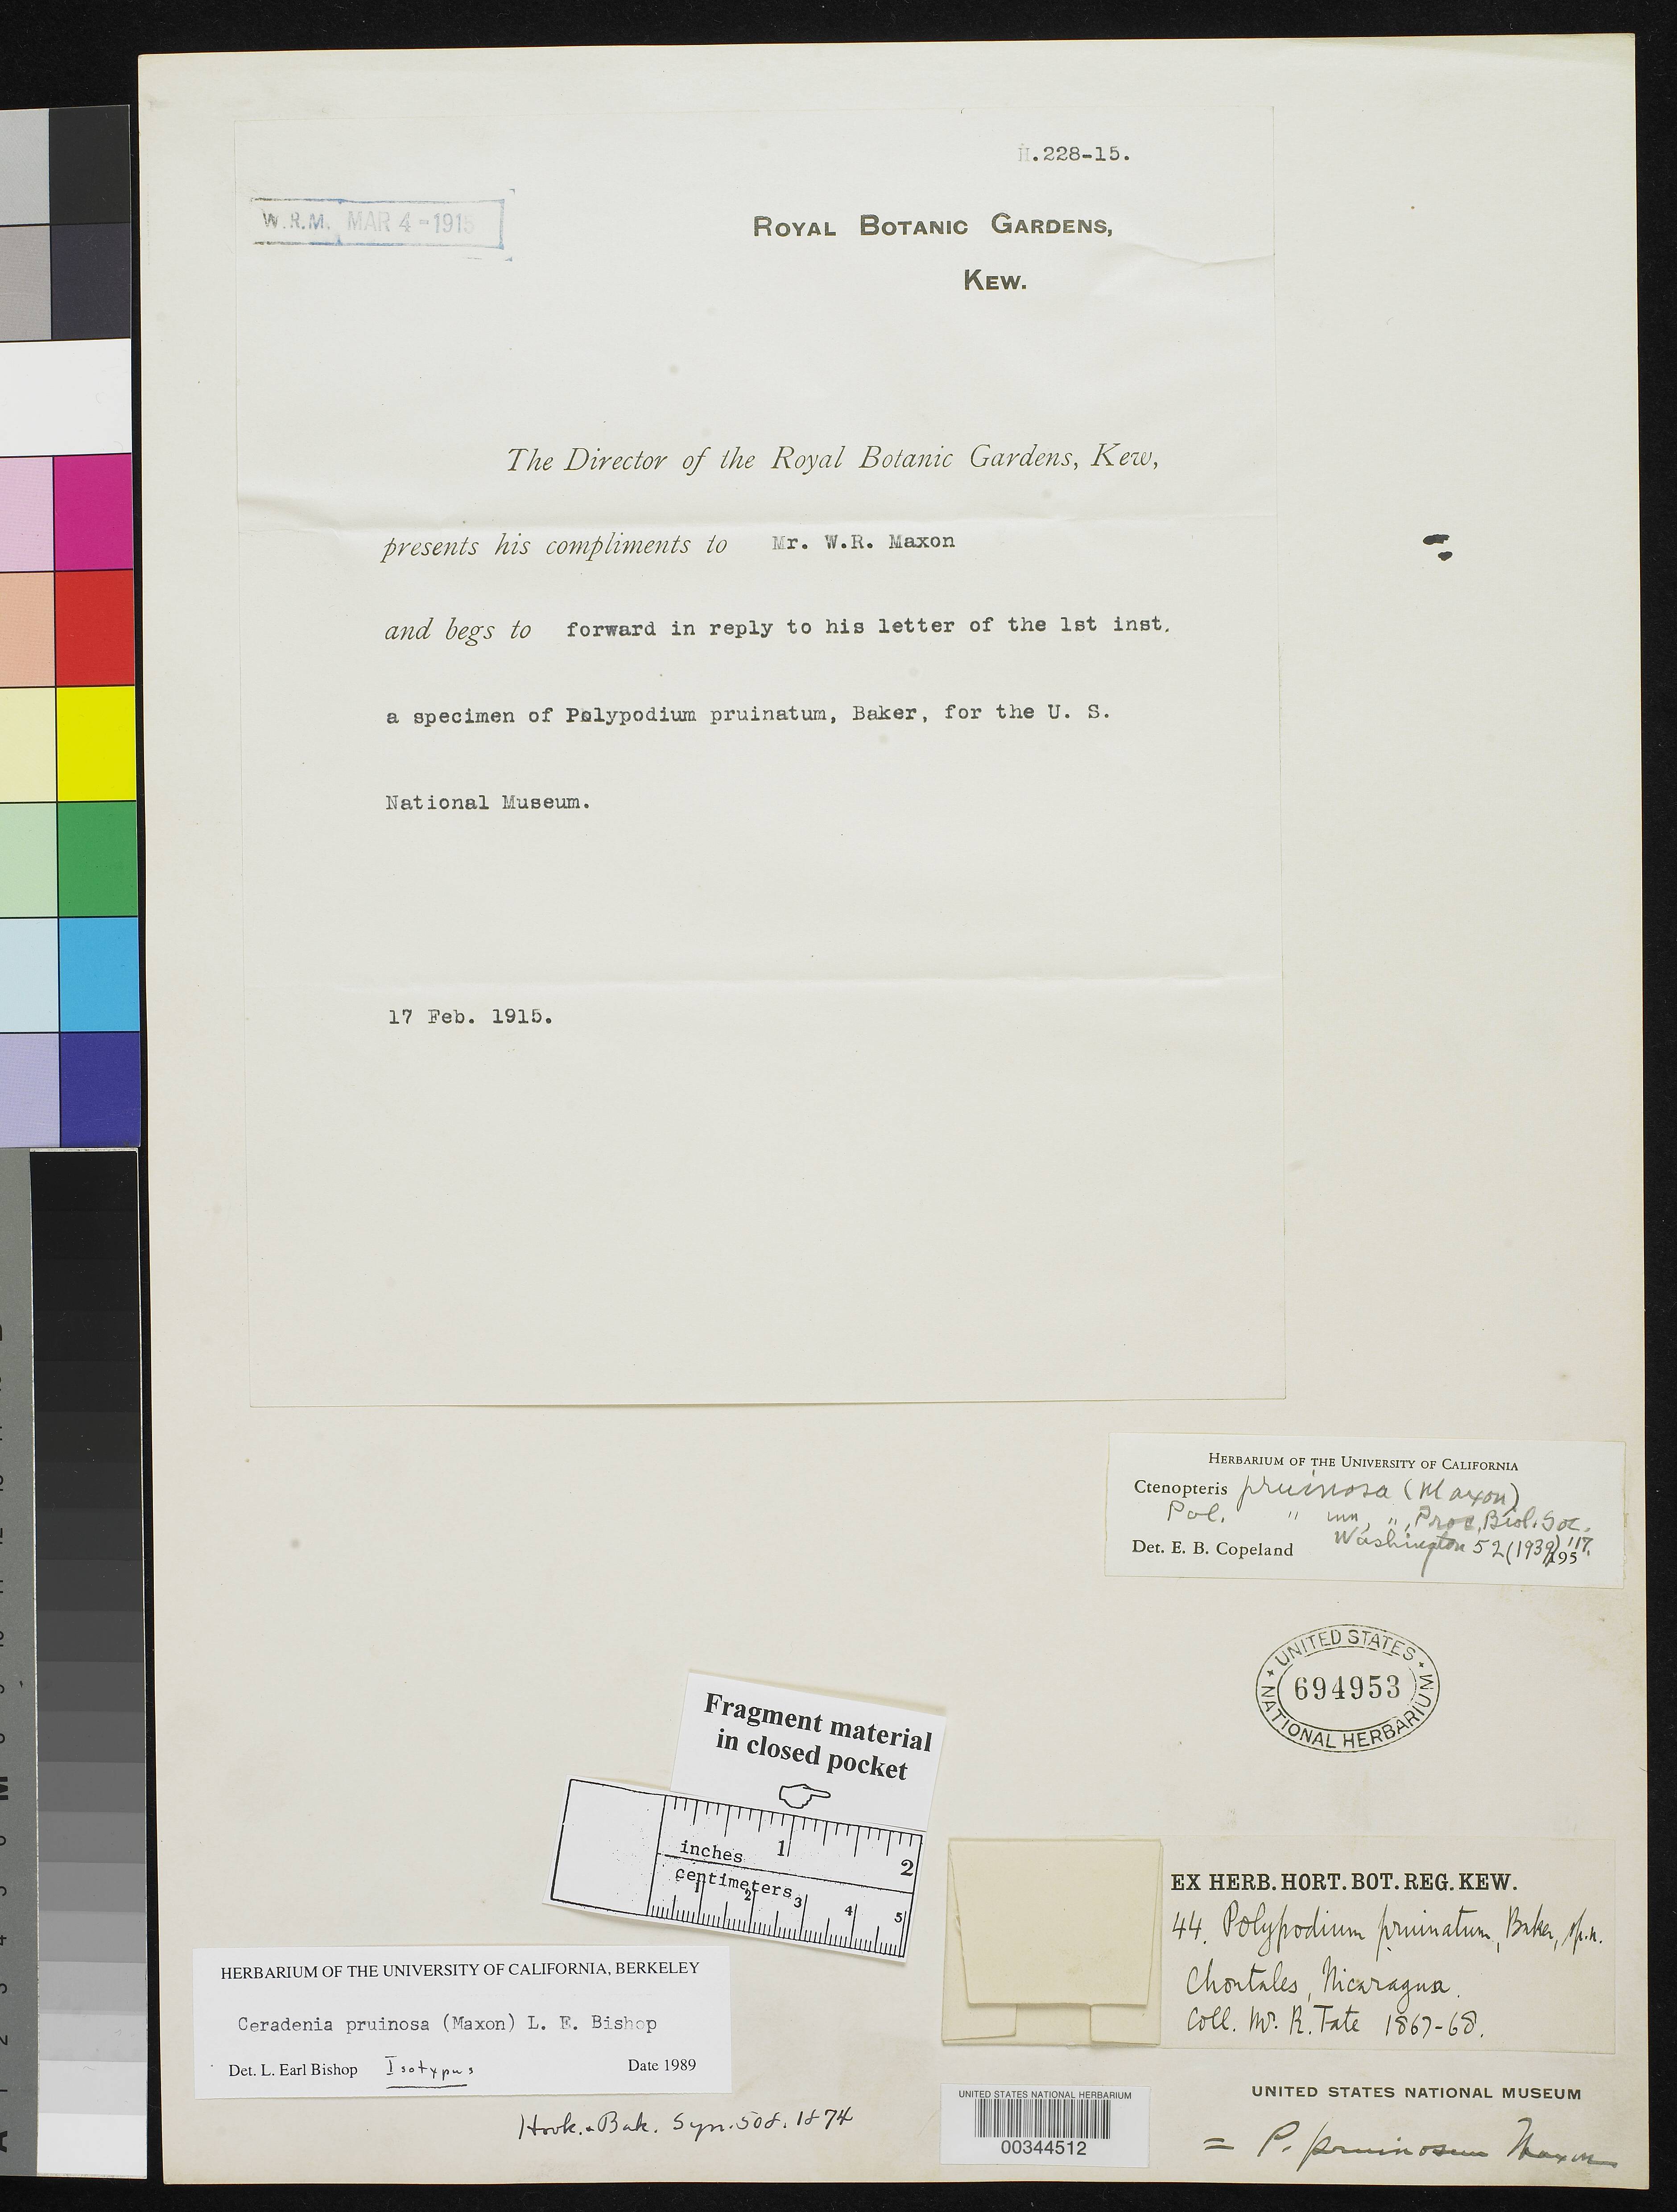 H.228-15.
W.R.M. MAR 4-1915
ROYAL BOTANIC GARDENS,
KEW.
The Director of the Royal Botanic Gardens, Kew,
presents his compliments to Mr. W.R. Maxon
and begs to forward in reply to his letter of the 1st inst.
a specimen of Polypodium pruinatum, Baker, for the U. S.
National Museum.
17 Feb. 1915.
HERBARIUM OF THE UNIVERSITY OF CALIFORNIA
Ctenopteris pruinosa (Maxon)
Pol. " " Proc. Biol. Soc.
Washington 52 (1939) 117.
Det. E. B. Copeland 195
UNITED STATES
694953
NATIONAL HERBARIUM
Fragment material
in closed pocket
inches 1 2
centimeters 1 2 3 4 5
EX HERB. HORT. BOT. REG. KEW.
44. Polypodium pruinatum, Baker, sp.n.
Chontales, Nicaragua.
Coll. Mr. R. Tate 1867-68.
HERBARIUM OF THE UNIVERSITY OF CALIFORNIA, BERKELEY
Ceradenia pruinosa (Maxon) L. E. Bishop
Det. L. Earl Bishop Isotypus Date 1989
Hook. & Bak. Syn. 508. 1874
UNITED STATES NATIONAL HERBARIUM
00344512
UNITED STATES NATIONAL MUSEUM
= P. pruinosum Maxon